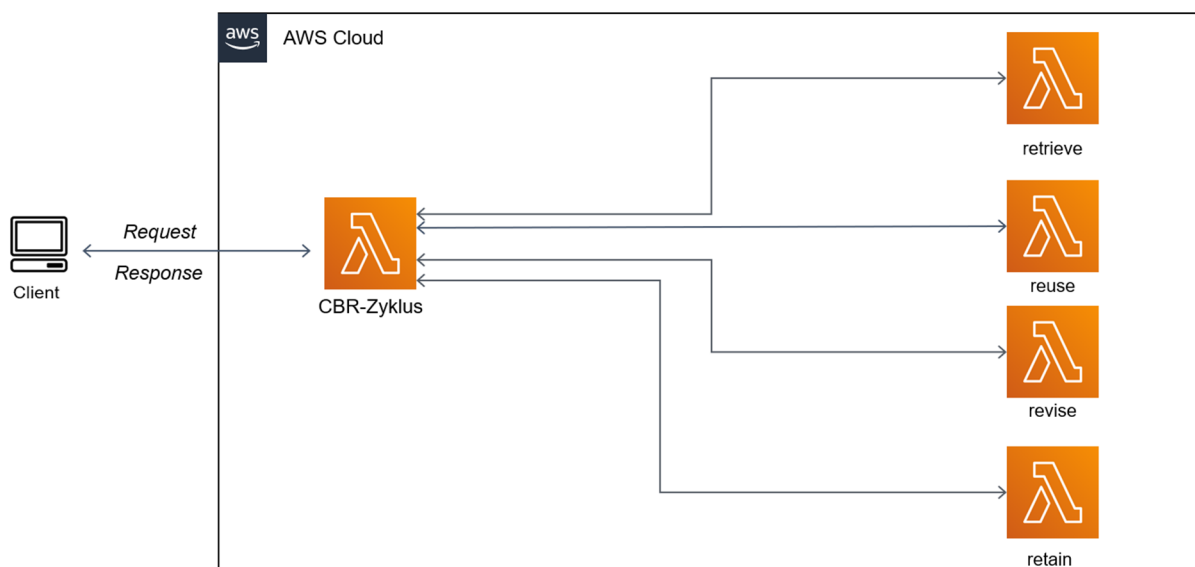 aws
AWS Cloud
retrieve
Request
Response
Client
CBR-Zyklus
reuse
revise
retain